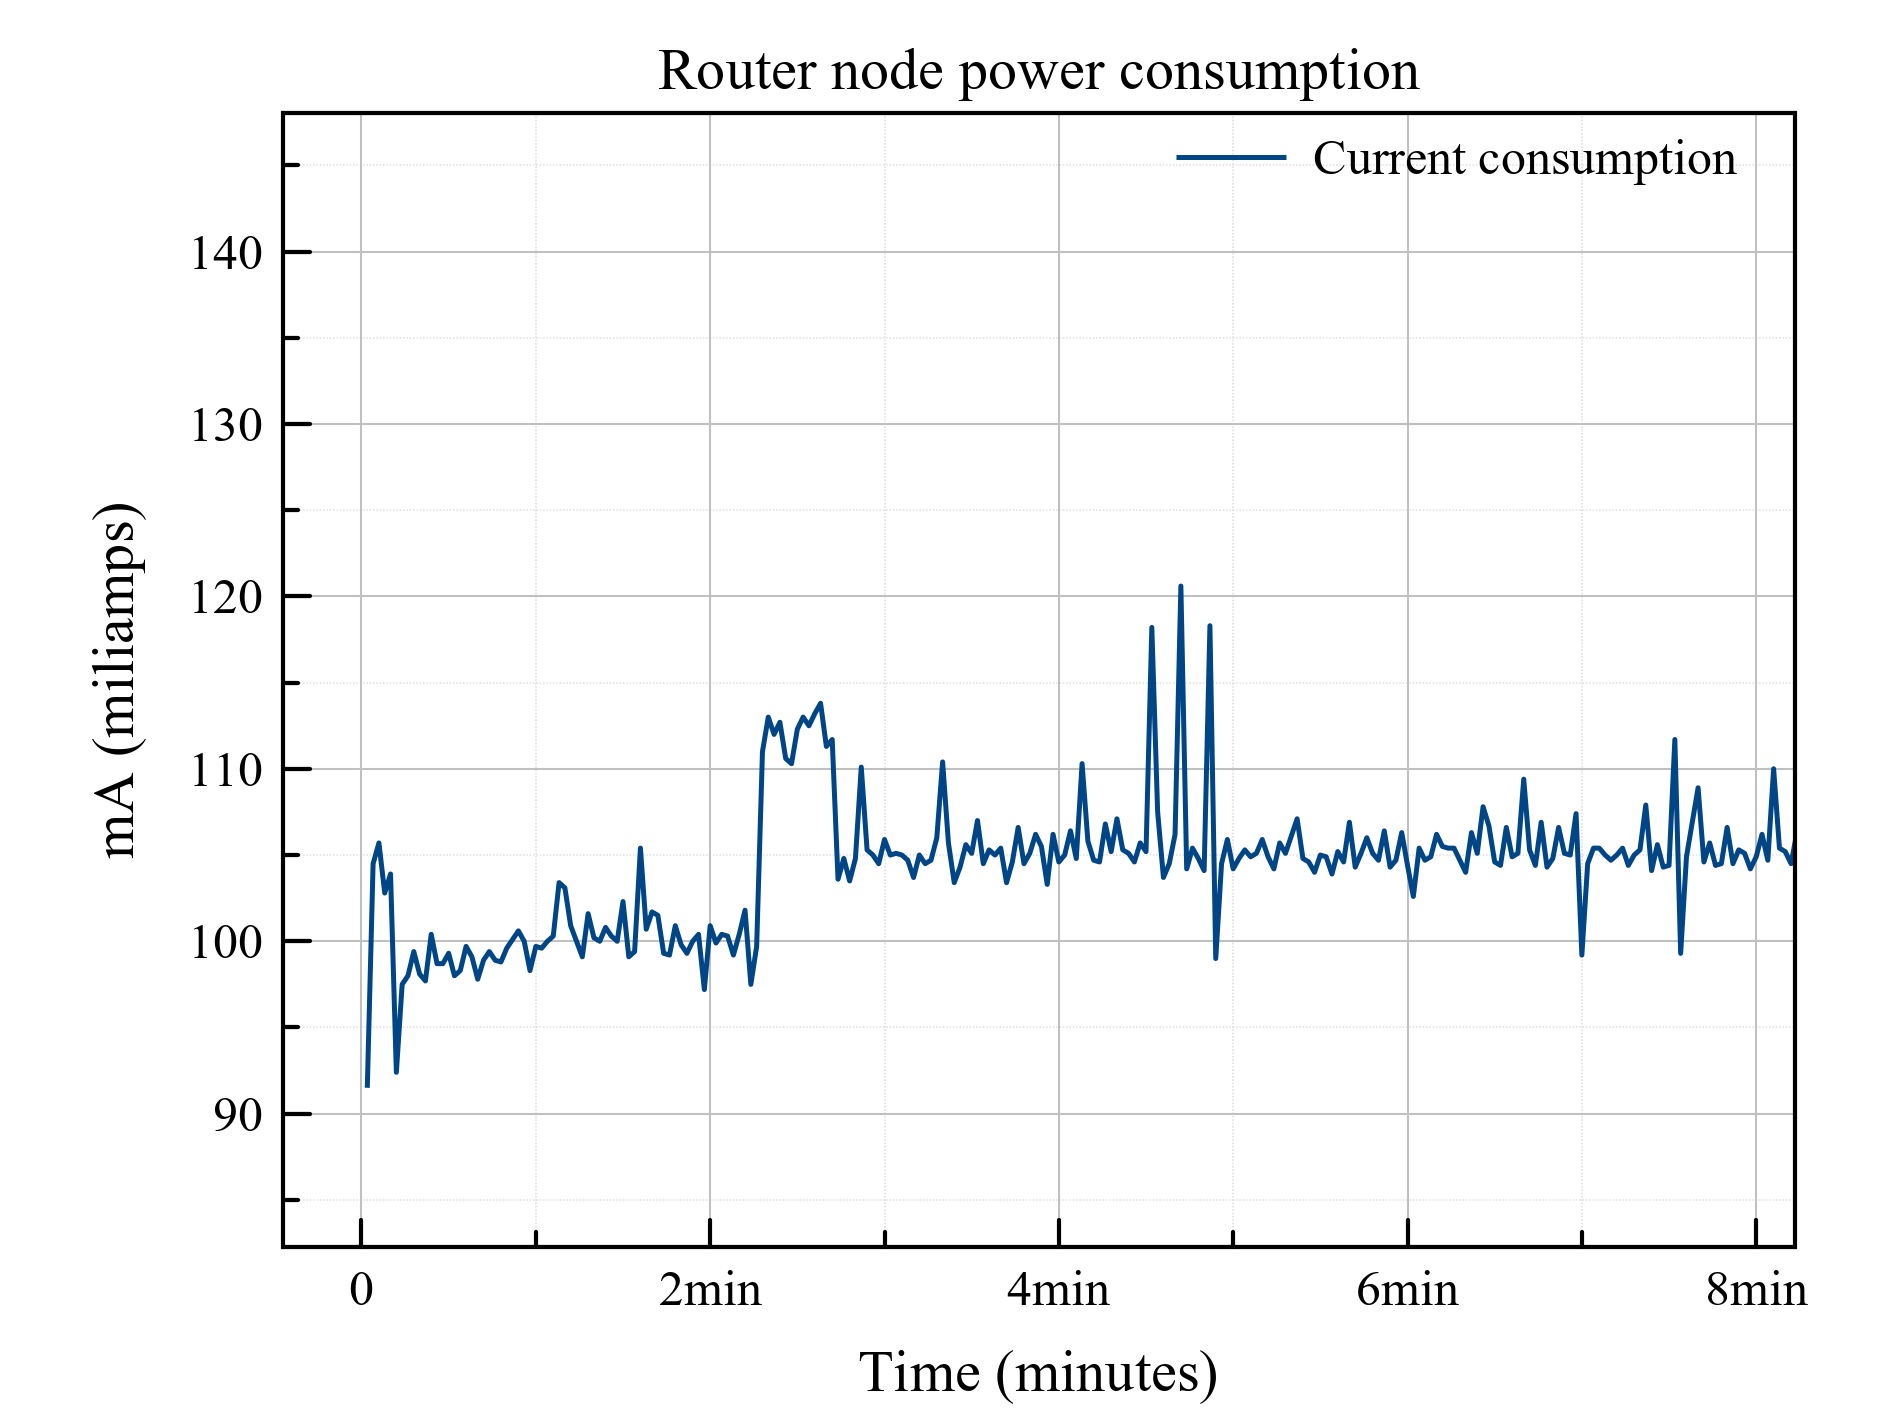 Router node power consumption
Current consumption
140
130
120
110
100
90
mA (miliamps)
0 2min 4min 6min 8min
Time (minutes)